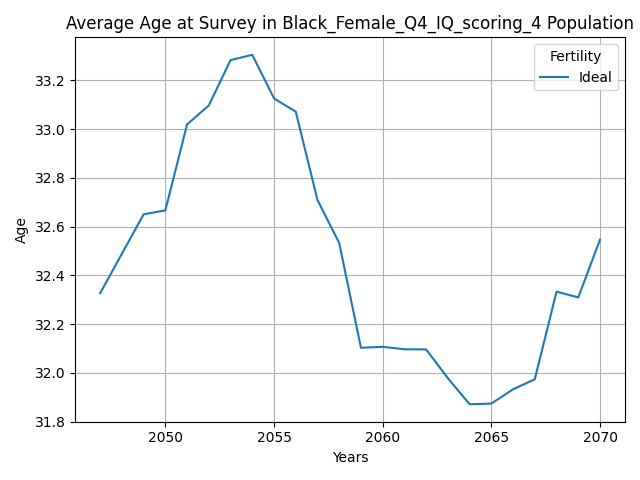 Average Age at Survey in Black_Female_Q4_IQ_scoring_4 Population
Fertility
Ideal
33.2
33.0
32.8
32.6
32.4
32.2
32.0
31.8
Age
2050 2055 2060 2065 2070
Years